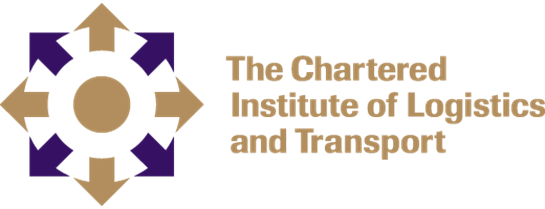 The Chartered
Institute of Logistics
and Transport